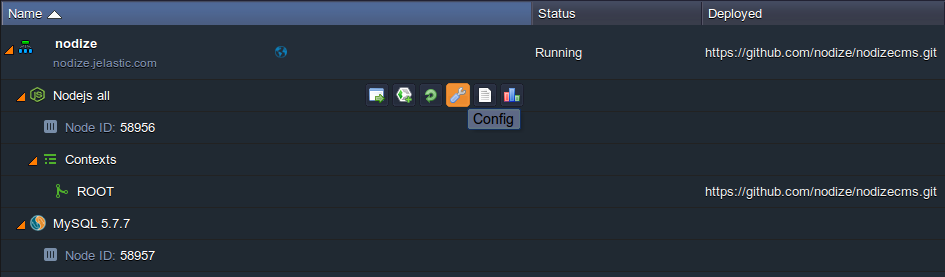 Name Status Deployed
nodize Running https://github.com/nodize/nodizecms.git
nodize.jelastic.com
Nodejs all
Config
Node ID: 58956
Contexts
ROOT https://github.com/nodize/nodizecms.git
MySQL 5.7.7
Node ID: 58957